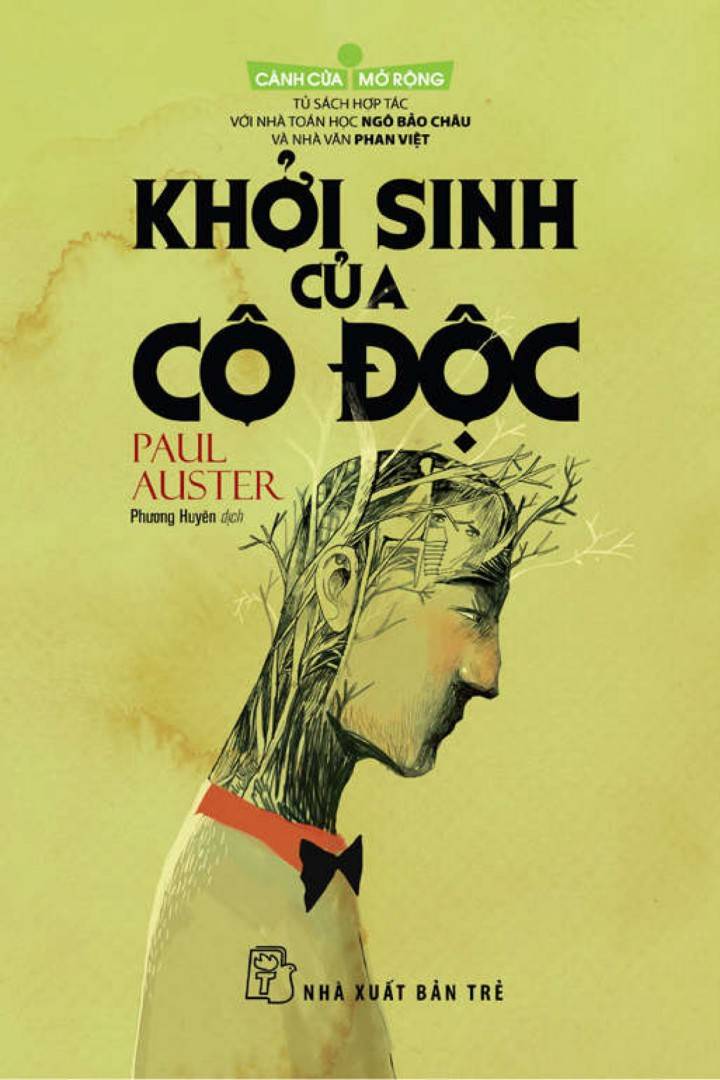 CÁNH CỬA MỞ RỘNG
TỦ SÁCH HỢP TÁC
VỚI NHÀ TOÁN HỌC NGÔ BẢO CHÂU
VÀ NHÀ VĂN PHAN VIỆT
KHỞI SINH
CỦA
CÔ ĐỘC
PAUL
AUSTER
Phương Huyên dịch
NHÀ XUẤT BẢN TRẺ